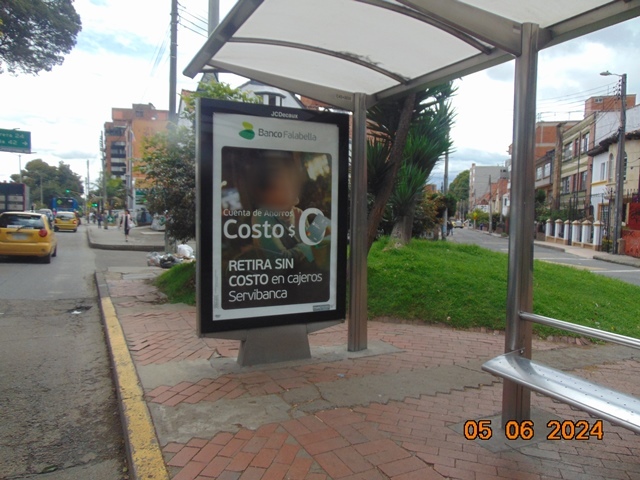 JCDecaux
Banco Falabella
Cuenta de Ahorros
Costo $0
RETIRA SIN
COSTO en cajeros
Servibanca
05 06 2024